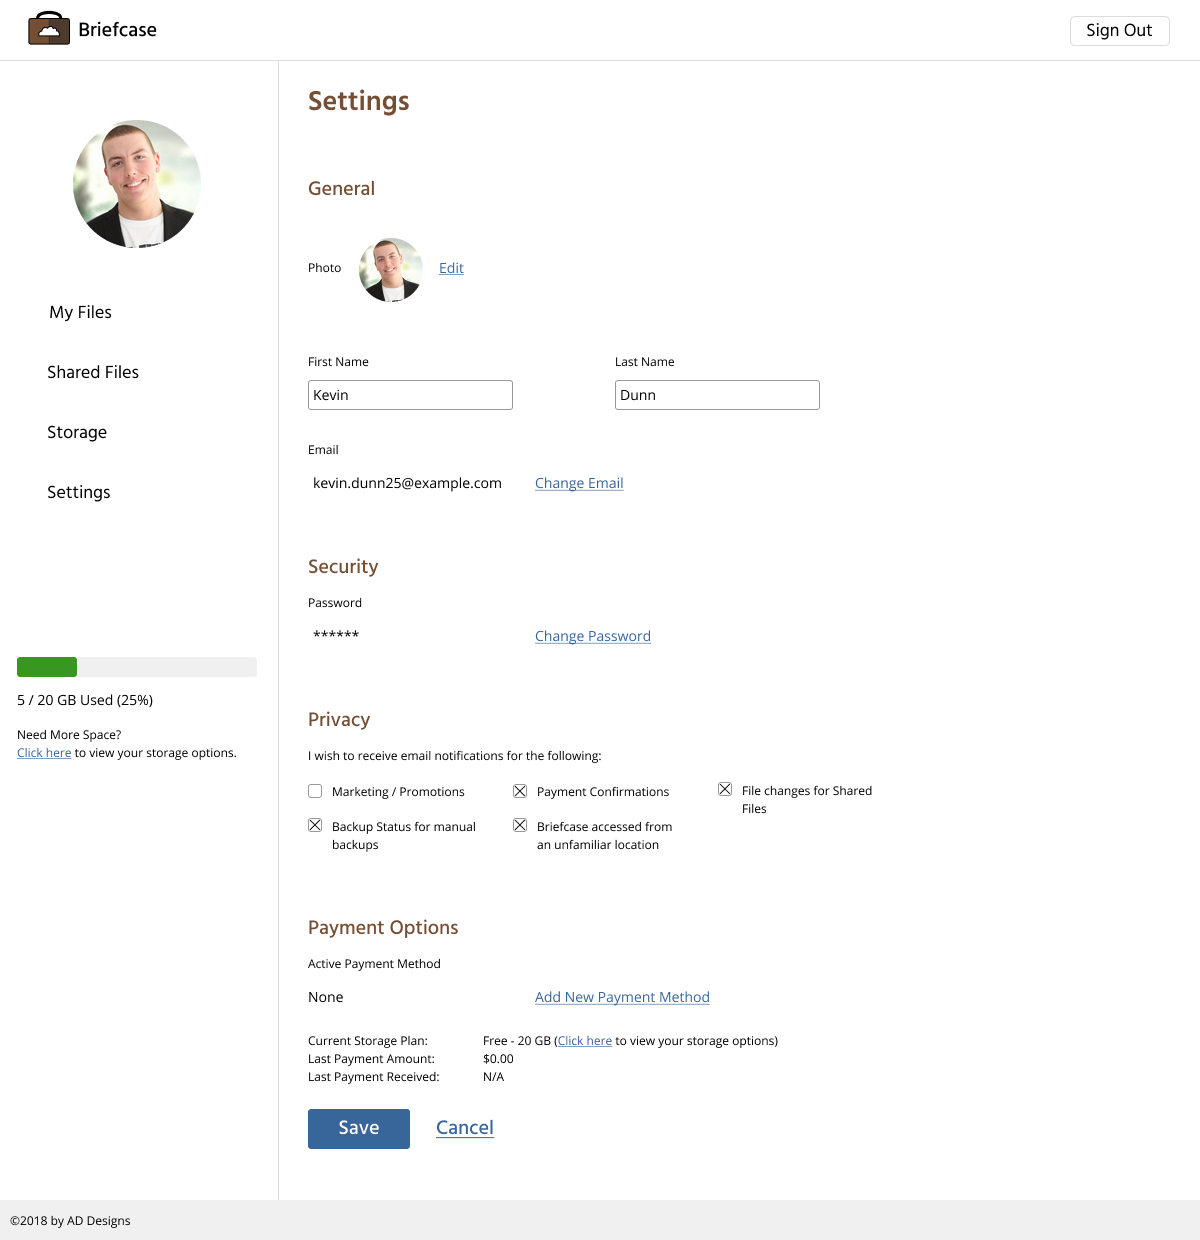 Briefcase
Sign Out
My Files
Shared Files
Storage
Settings
5 / 20 GB Used (25%)
Need More Space?
Click here to view your storage options.
Settings
General
Photo
Edit
First Name
Last Name
Kevin
Dunn
Email
kevin.dunn25@example.com
Change Email
Security
Password
******
Change Password
Privacy
I wish to receive email notifications for the following:
Marketing / Promotions
Payment Confirmations
File changes for Shared
Files
Backup Status for manual
backups
Briefcase accessed from
an unfamiliar location
Payment Options
Active Payment Method
None
Add New Payment Method
Current Storage Plan: Free - 20 GB (Click here to view your storage options)
Last Payment Amount: $0.00
Last Payment Received: N/A
Save
Cancel
©2018 by AD Designs